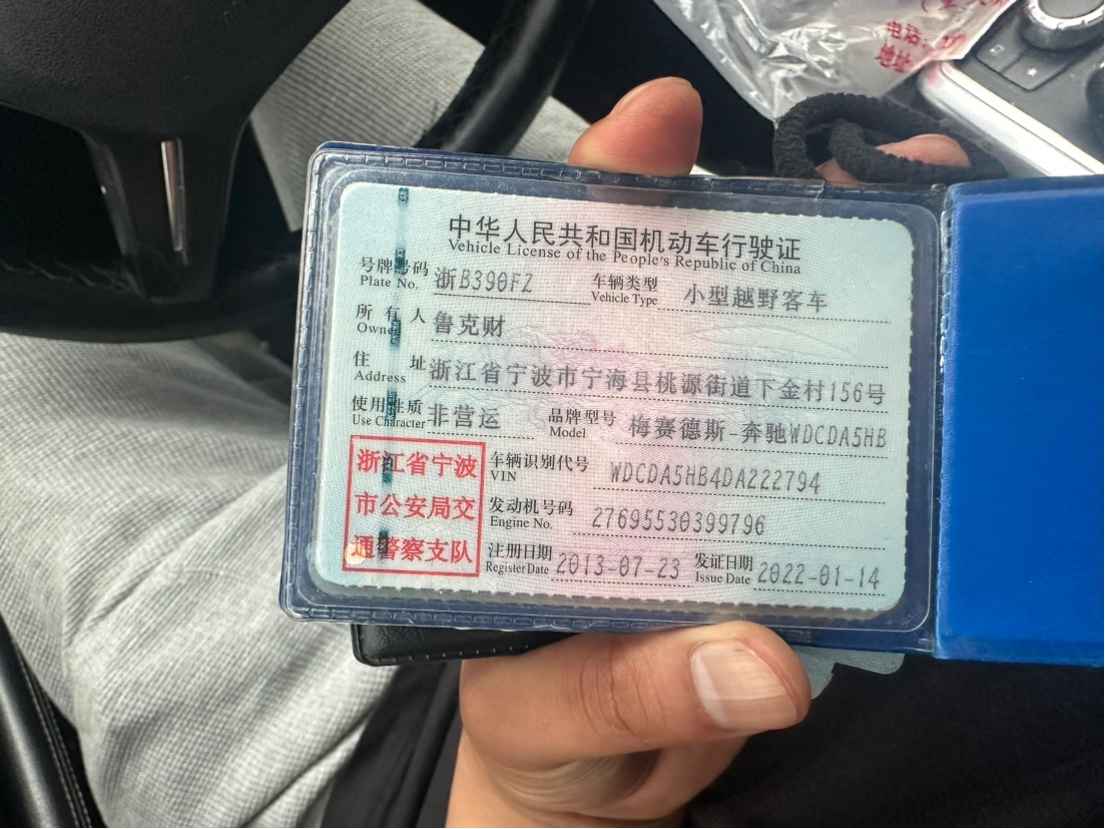 电话:
地址
中华人民共和国机动车行驶证
Vehicle License of the People's Republic of China
号牌号码 浙B390FZ 车辆类型 小型越野客车
Plate No. Vehicle Type
所有人 鲁克财
Owner
住址 浙江省宁波市宁海县桃源街道下金村156号
Address
使用性质 非营运 品牌型号 梅赛德斯-奔驰WDCDA5HB
Use Character Model
浙江省宁波
市公安局交
通警察支队
车辆识别代号 WDCDA5HB4DA222794
VIN
发动机号码 27695530399796
Engine No.
注册日期 2013-07-23 发证日期 2022-01-14
Register Date Issue Date